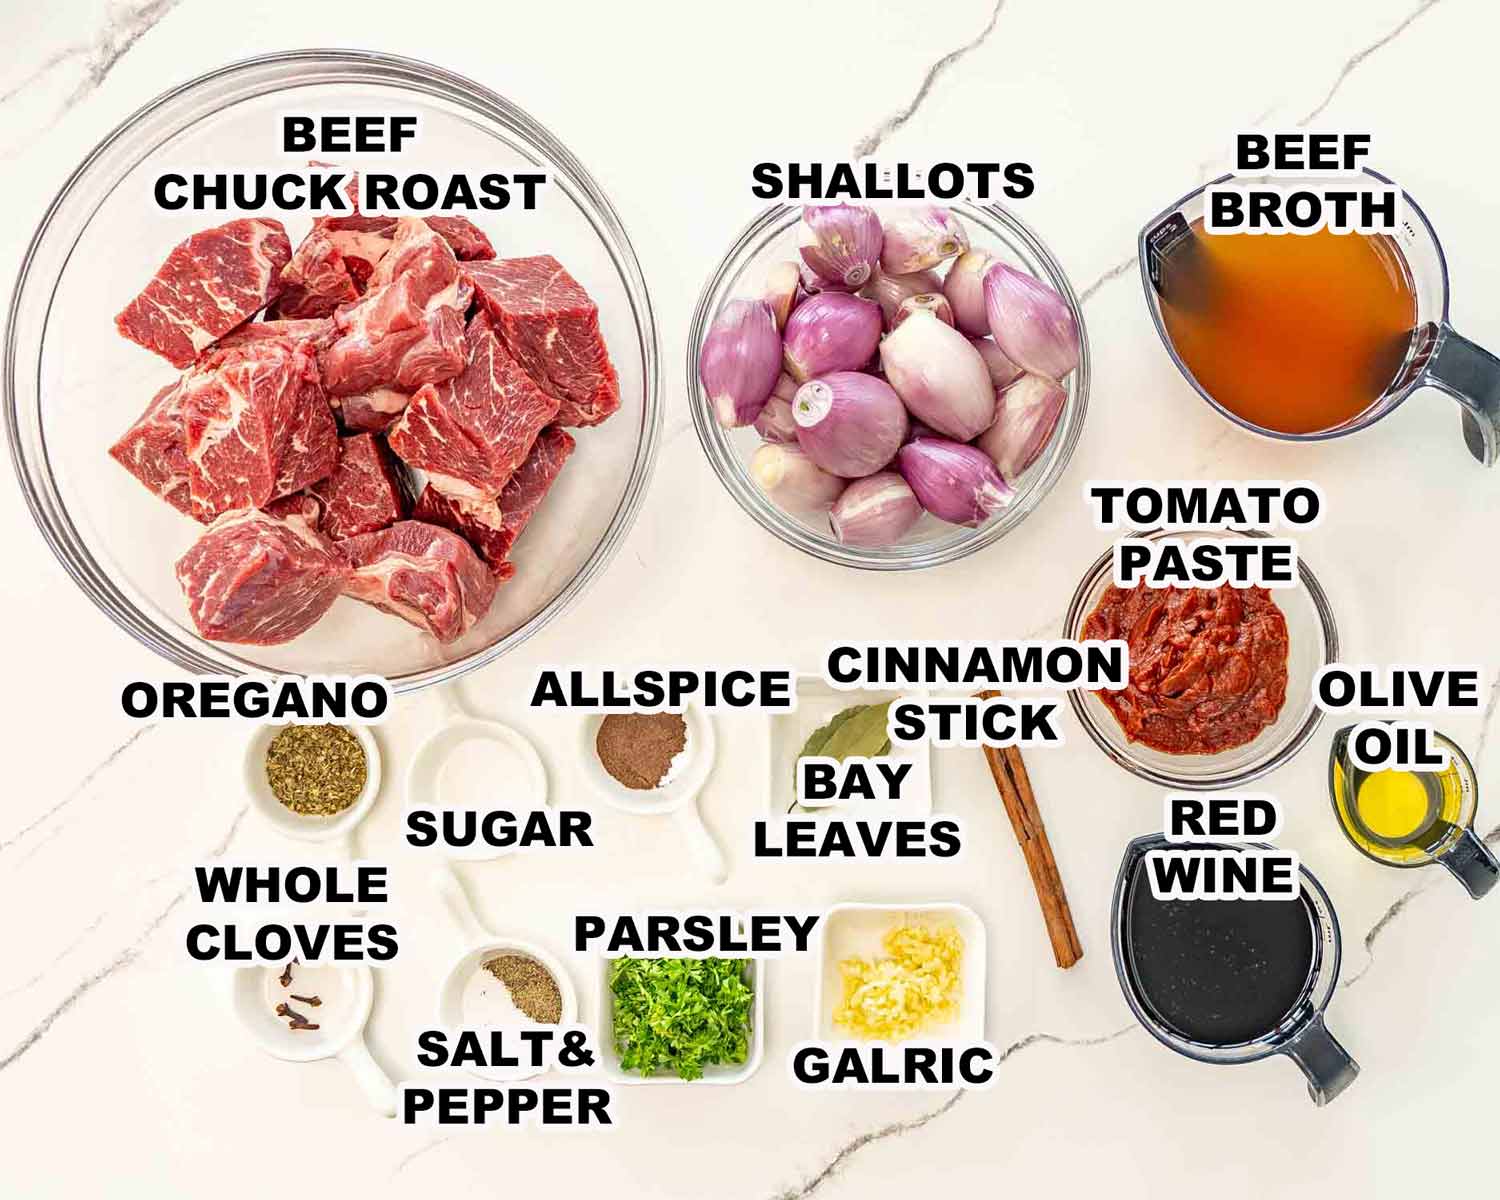 BEEF
CHUCK ROAST
SHALLOTS
BEEF
BROTH
TOMATO
PASTE
OREGANO
ALLSPICE
CINNAMON
STICK
OLIVE
OIL
SUGAR
BAY
LEAVES
RED
WINE
WHOLE
CLOVES
PARSLEY
SALT&
PEPPER
GALRIC